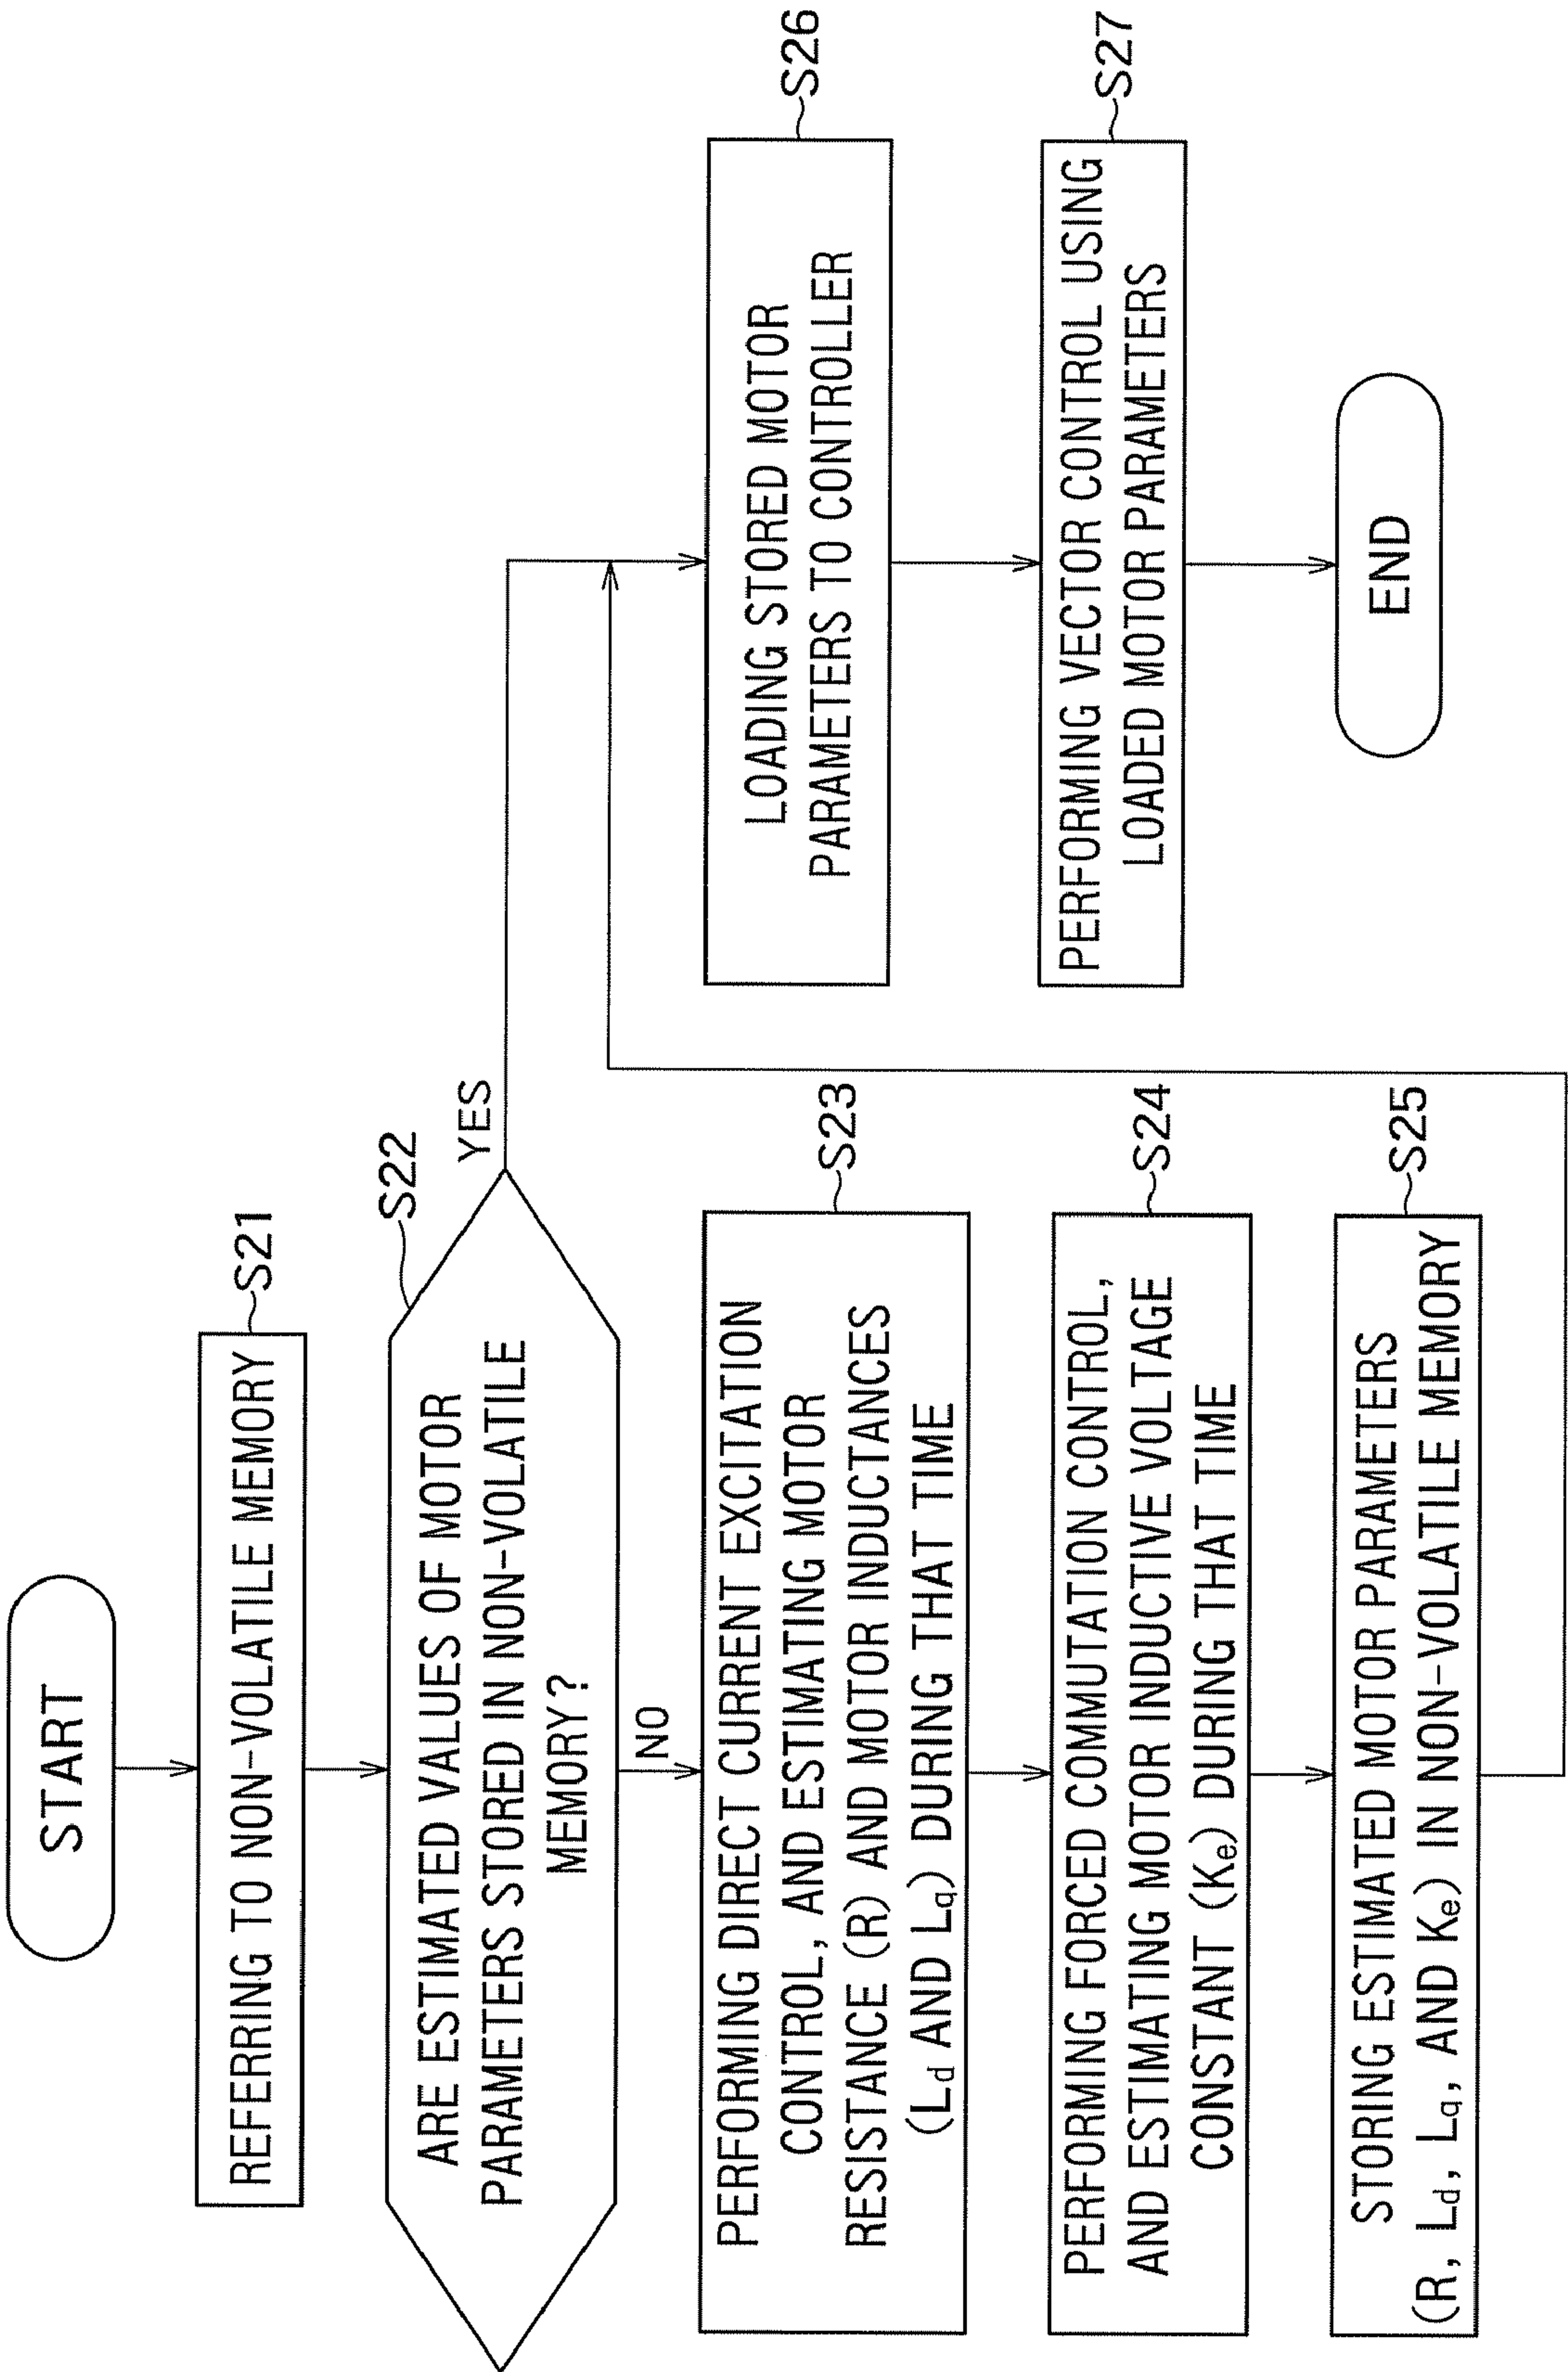 START
REFERRING TO NON-VOLATILE MEMORY
S21
ARE ESTIMATED VALUES OF MOTOR
PARAMETERS STORED IN NON-VOLATILE
MEMORY?
S22
YES
NO
PERFORMING DIRECT CURRENT EXCITATION
CONTROL, AND ESTIMATING MOTOR
RESISTANCE (R) AND MOTOR INDUCTANCES
(Ld AND Lq) DURING THAT TIME
S23
PERFORMING FORCED COMMUTATION CONTROL,
AND ESTIMATING MOTOR INDUCTIVE VOLTAGE
CONSTANT (Ke) DURING THAT TIME
S24
STORING ESTIMATED MOTOR PARAMETERS
(R, Ld, Lq, AND Ke) IN NON-VOLATILE MEMORY
S25
LOADING STORED MOTOR
PARAMETERS TO CONTROLLER
S26
PERFORMING VECTOR CONTROL USING
LOADED MOTOR PARAMETERS
S27
END